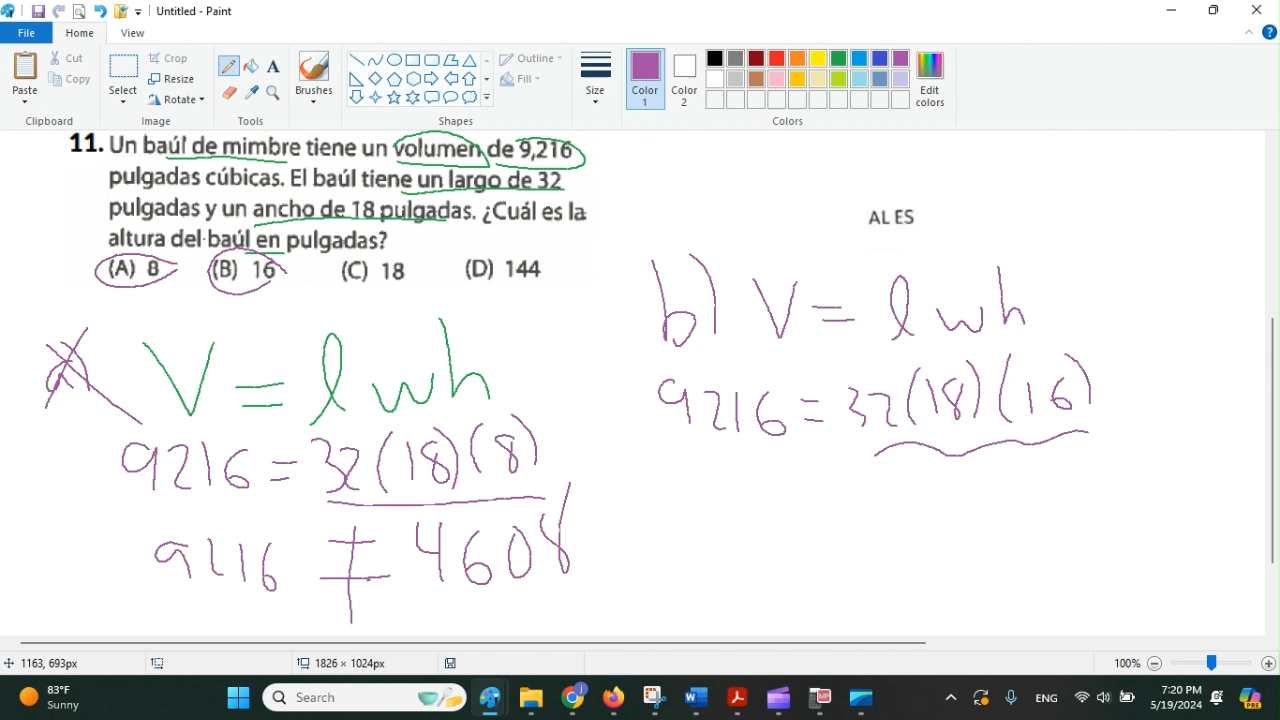 Untitled - Paint
File
Home
View
Paste
Cut
Copy
Clipboard
Select
Crop
Resize
Rotate
Image
A
Tools
Brushes
Outline
Fill
Shapes
Size
Color 1
Color 2
Edit colors
Colors
11. Un baúl de mimbre tiene un volumen de 9,216
pulgadas cúbicas. El baúl tiene un largo de 32
pulgadas y un ancho de 18 pulgadas. ¿Cuál es la
altura del baúl en pulgadas?
(A) 8 (B) 16 (C) 18 (D) 144
AL ES
a) V = l w h
9216 = 32(18)(8)
9216 ≠ 4608
b) V = l w h
9216 = 32(18)(16)
1163, 693px
1826 × 1024px
100%
83°F
Sunny
Search
ENG
7:20 PM
5/19/2024
PRE